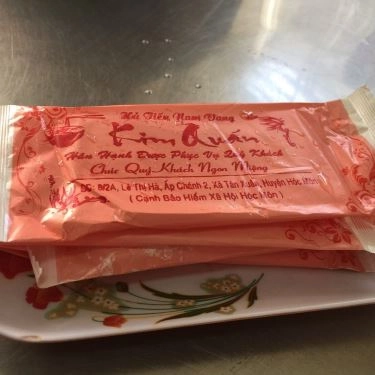 Hủ Tiếu Nam Vang
Kim Quấn
Hân Hạnh Được Phục Vụ Quý Khách
Chúc Quý Khách Ngon Miệng
ĐC: 8/2A, Lê Thị Hà, Ấp Chánh 2, Xã Tân Xuân, Huyện Hóc Môn
( Cạnh Bảo Hiểm Xã Hội Hóc Môn )